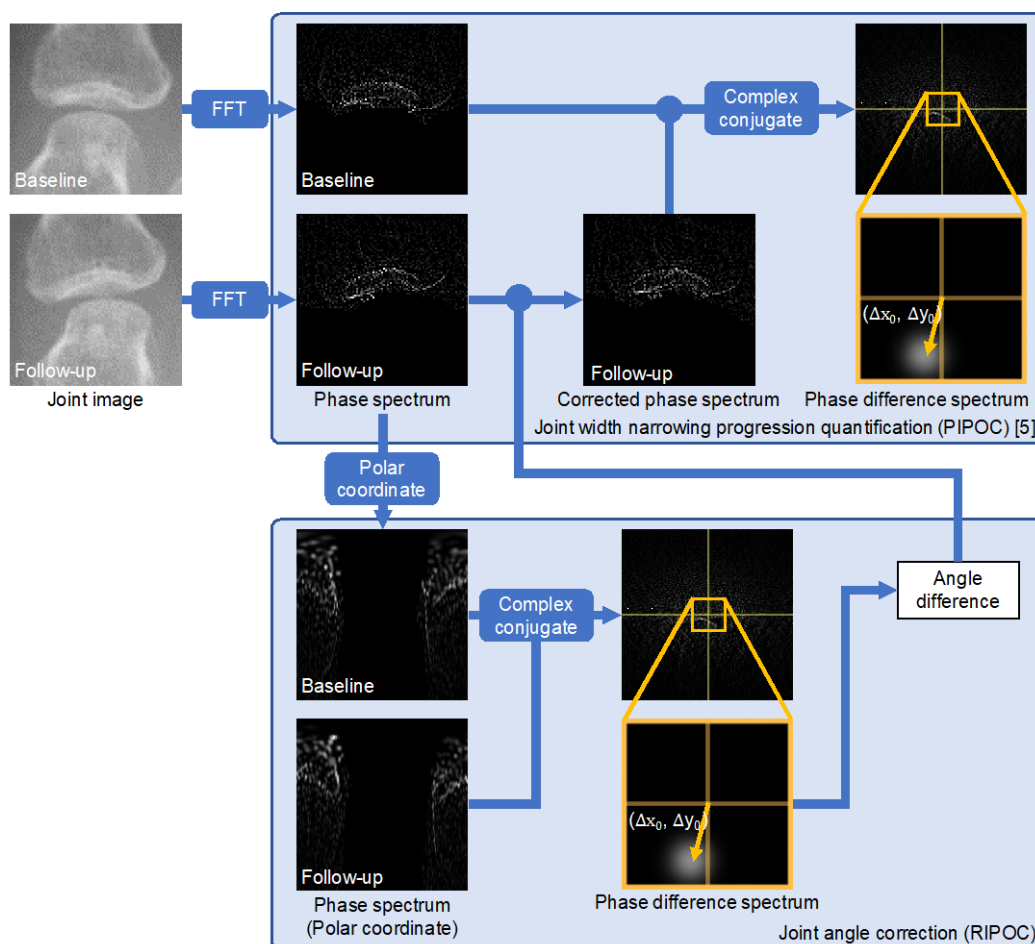 Baseline
FFT
Baseline
Complex
conjugate
Follow-up
Joint image
FFT
Follow-up
Phase spectrum
Follow-up
Corrected phase spectrum
(Δx₀, Δy₀)
Phase difference spectrum
Joint width narrowing progression quantification (PIPOC) [5]
Polar
coordinate
Baseline
Complex
conjugate
Angle
difference
Follow-up
Phase spectrum
(Polar coordinate)
(Δx₀, Δy₀)
Phase difference spectrum
Joint angle correction (RIPOC)